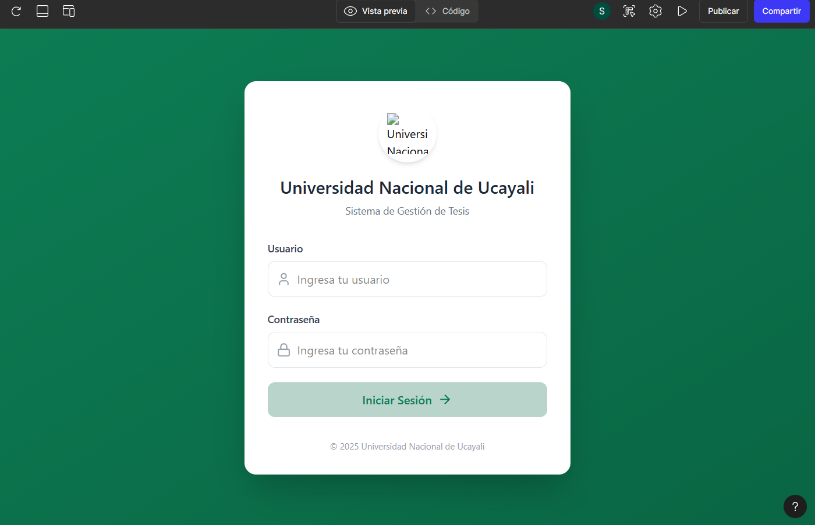 Vista previa
Código
S
Publicar
Compartir
Universi
Naciona
Universidad Nacional de Ucayali
Sistema de Gestión de Tesis
Usuario
Ingresa tu usuario
Contraseña
Ingresa tu contraseña
Iniciar Sesión
© 2025 Universidad Nacional de Ucayali
?